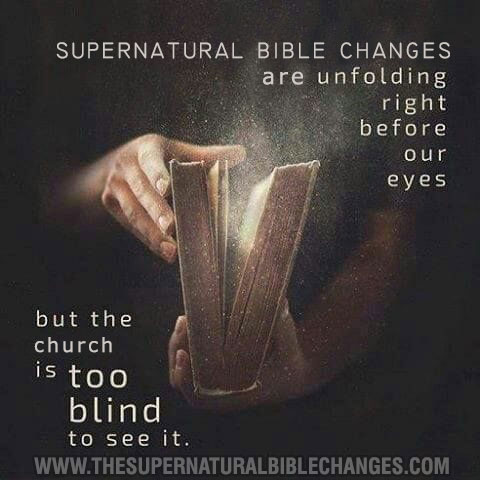 SUPERNATURAL BIBLE CHANGES
are unfolding
right
before
our
eyes
but the
church
is too
blind
to see it.
WWW.THESUPERNATURALBIBLECHANGES.COM